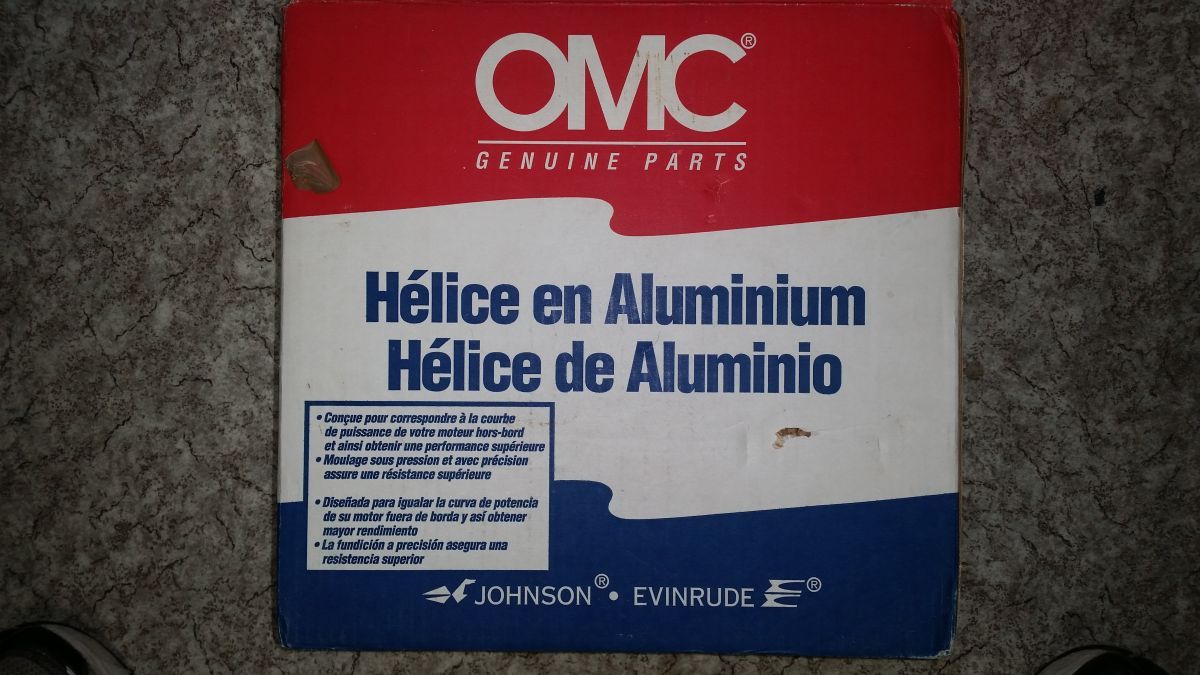 OMC®
GENUINE PARTS
Hélice en Aluminium
Hélice de Aluminio
• Conçue pour correspondre à la courbe
de puissance de votre moteur hors-bord
et ainsi obtenir une performance supérieure
• Moulage sous pression et avec précision
assure une résistance supérieure
• Diseñada para igualar la curva de potencia
de su motor fuera de borda y así obtener
mayor rendimiento
• La fundición a precisión asegura una
resistencia superior
JOHNSON® • EVINRUDE ®